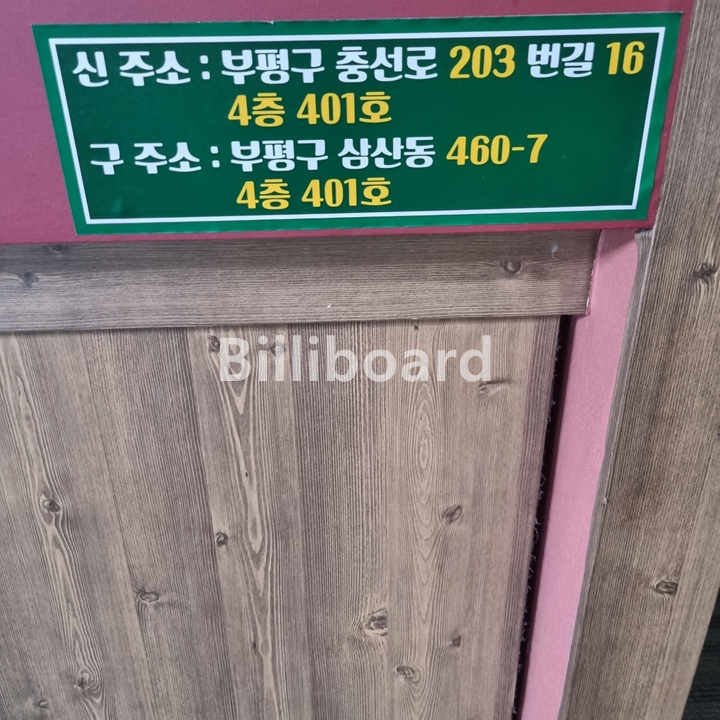 신 주소 : 부평구 충선로 203 번길 16
4층 401호
구 주소 : 부평구 삼산동 460-7
4층 401호
Billiboard